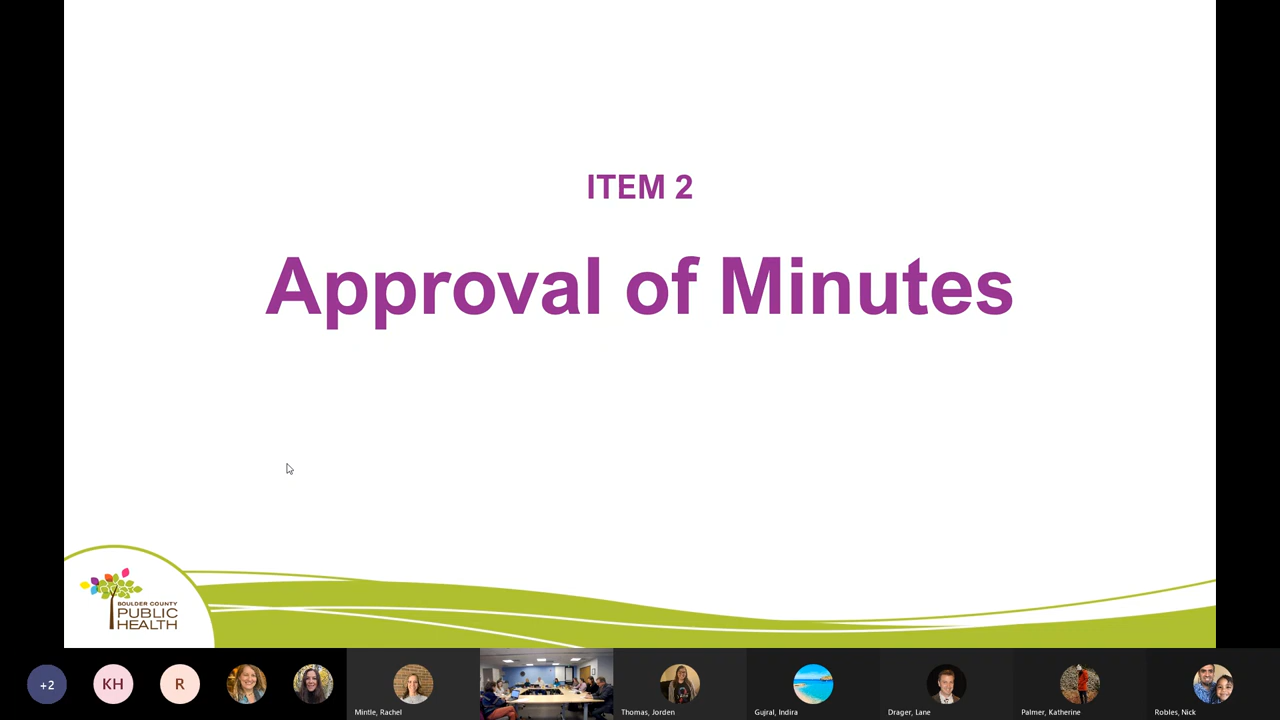 ITEM 2
Approval of Minutes
BOULDER COUNTY
PUBLIC
HEALTH
+2
KH
R
Mintle, Rachel
Thomas, Jorden
Gujral, Indira
Drager, Lane
Palmer, Katherine
Robles, Nick